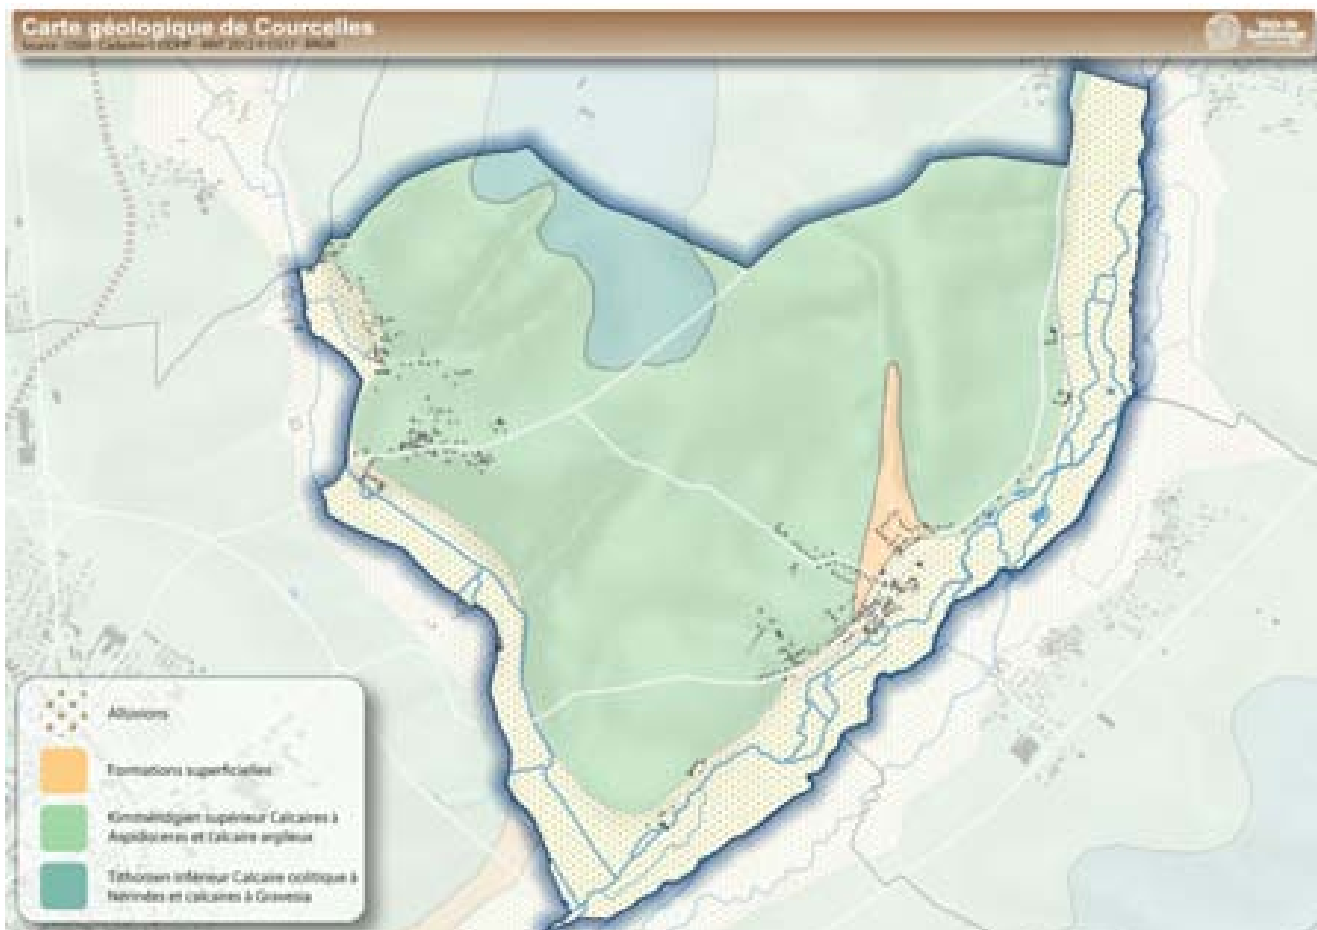 Carte géologique de Courcelles
Alluvions
Formations superficielles
Kimméridgien supérieur Calcaires à
Aspidoceras et calcaire argileux
Tithonien inférieur Calcaire oolitique à
Nérinées et calcaires à Gravesia